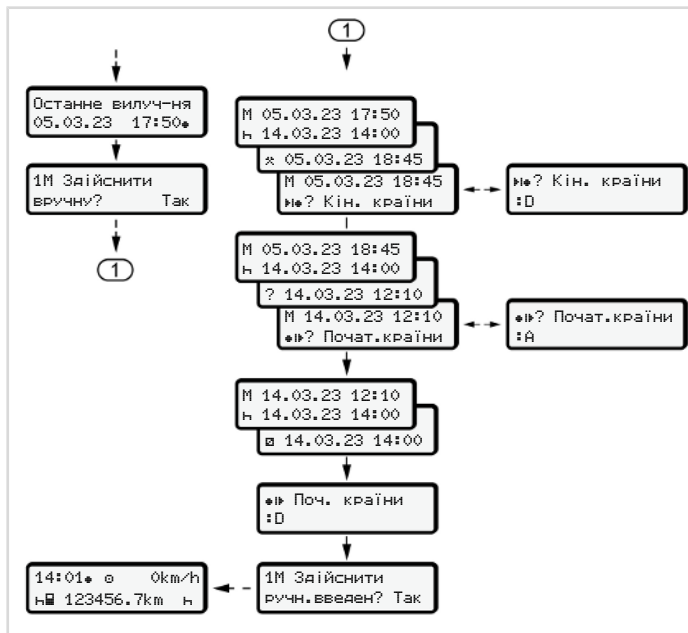 1
Останнє вилуч-ня
05.03.23 17:50
1М Здійснити
вручну? Так
1
М 05.03.23 17:50
14.03.23 14:00
05.03.23 18:45
М 05.03.23 18:45
? Кін. країни
? Кін. країни
:D
М 05.03.23 18:45
14.03.23 14:00
? 14.03.23 12:10
М 14.03.23 12:10
? Почат.країни
? Почат.країни
:A
М 14.03.23 12:10
14.03.23 14:00
14.03.23 14:00
Поч. країни
:D
1М Здійснити
ручн.введен? Так
14:01 0km/h
123456.7km